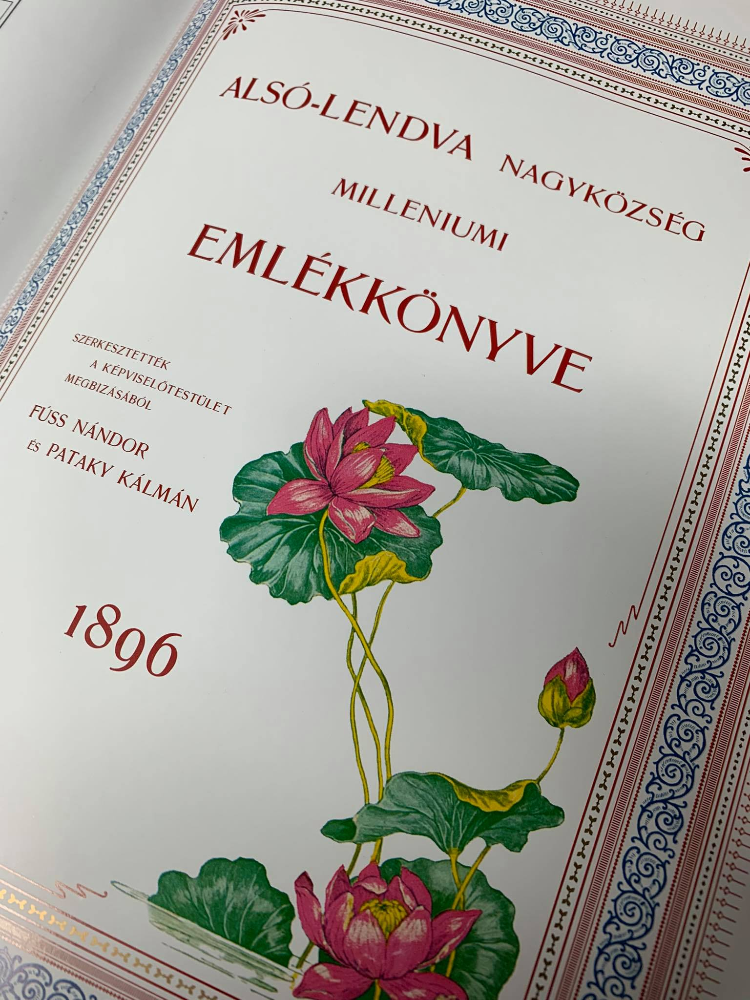 ALSÓ-LENDVA NAGYKÖZSÉG
MILLENIUMI
EMLÉKKÖNYVE
SZERKESZTETTÉK
A KÉPVISELŐTESTÜLET
MEGBIZÁSÁBÓL
FÚSS NÁNDOR
ÉS PATAKY KÁLMÁN
1896